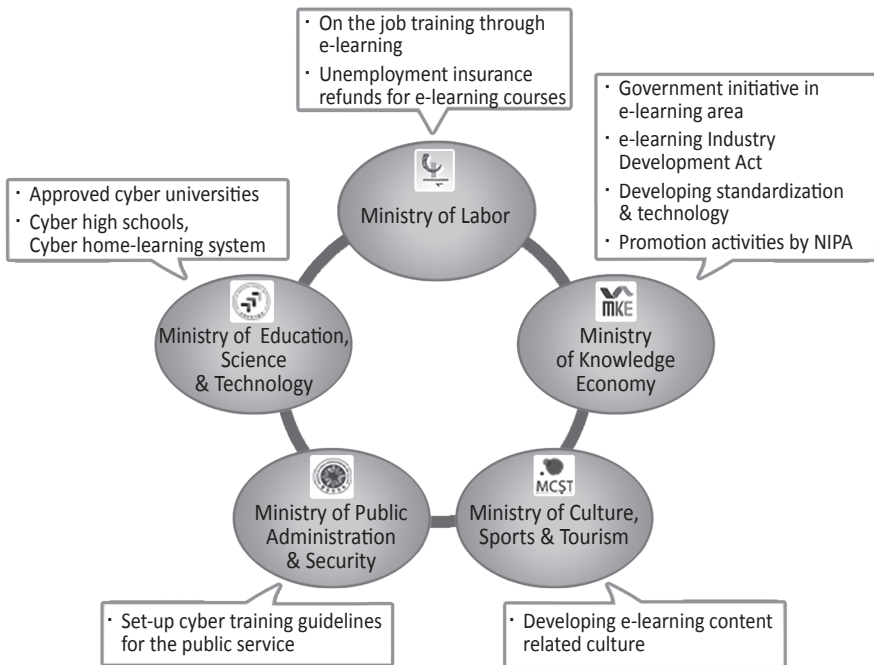 · On the job training through
e-learning
· Unemployment insurance
refunds for e-learning courses
· Government initiative in
e-learning area
· e-learning Industry
Development Act
· Developing standardization
& technology
· Promotion activities by NIPA
· Approved cyber universities
· Cyber high schools,
Cyber home-learning system
Ministry of Labor
Ministry of Education,
Science
& Technology
MKE
Ministry
of Knowledge
Economy
Ministry of Public
Administration
& Security
MCST
Ministry of Culture,
Sports & Tourism
· Set-up cyber training guidelines
for the public service
· Developing e-learning content
related culture